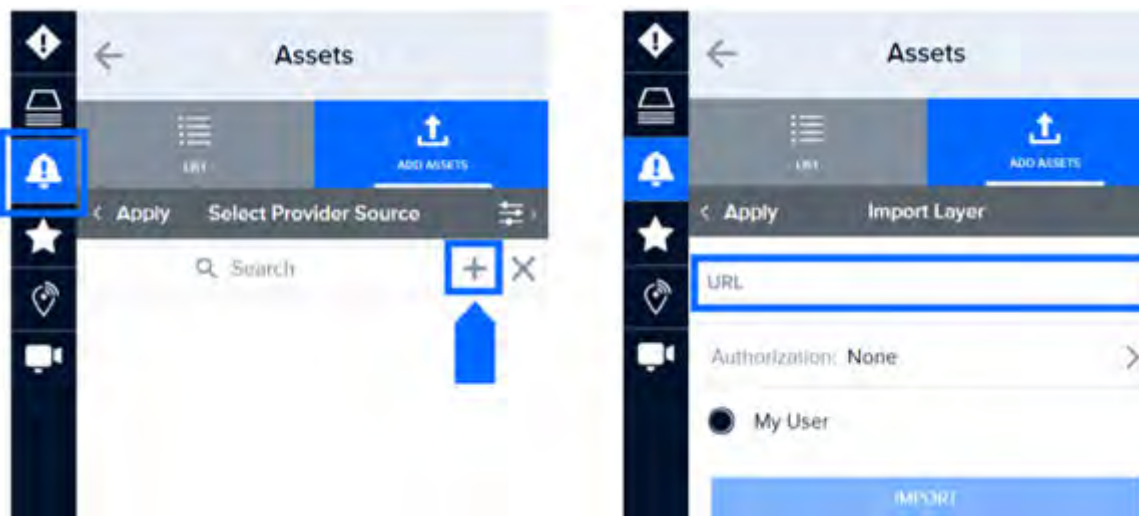 Assets
LIST
ADD ASSETS
< Apply Select Provider Source
Search
Assets
LIST
ADD ASSETS
< Apply Import Layer
URL
Authorization: None
My User
IMPORT